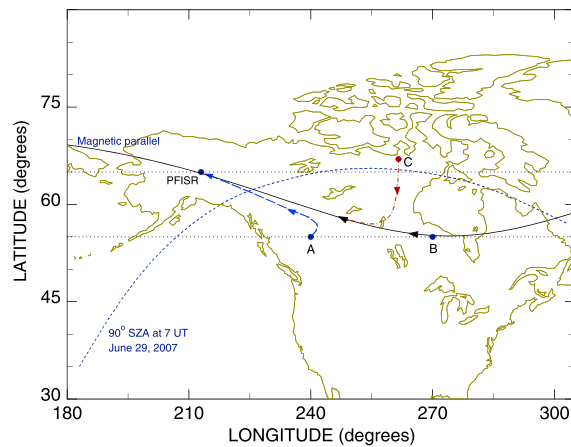 75
60
45
30
LATITUDE (degrees)
Magnetic parallel
PFISR
C
A
B
90° SZA at 7 UT
June 29, 2007
180
210
240
270
300
LONGITUDE (degrees)